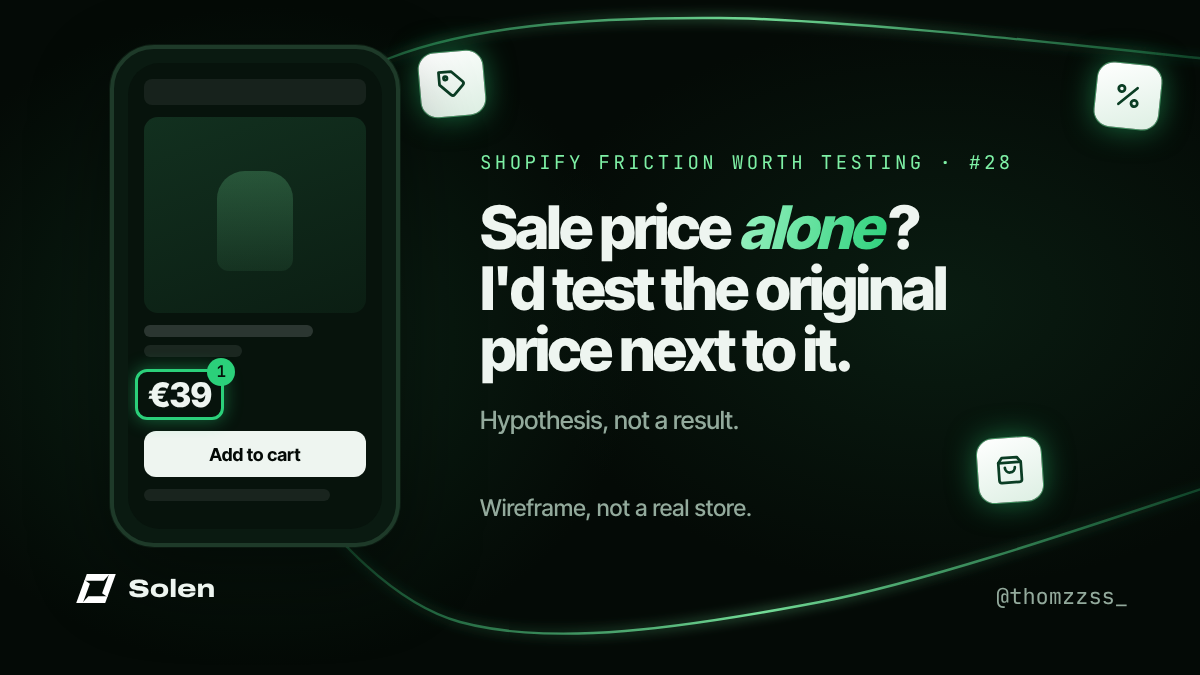 SHOPIFY FRICTION WORTH TESTING · #28
Sale price alone?
I'd test the original
price next to it.
Hypothesis, not a result.
Wireframe, not a real store.
1
€39
Add to cart
Solen
@thomzzss_